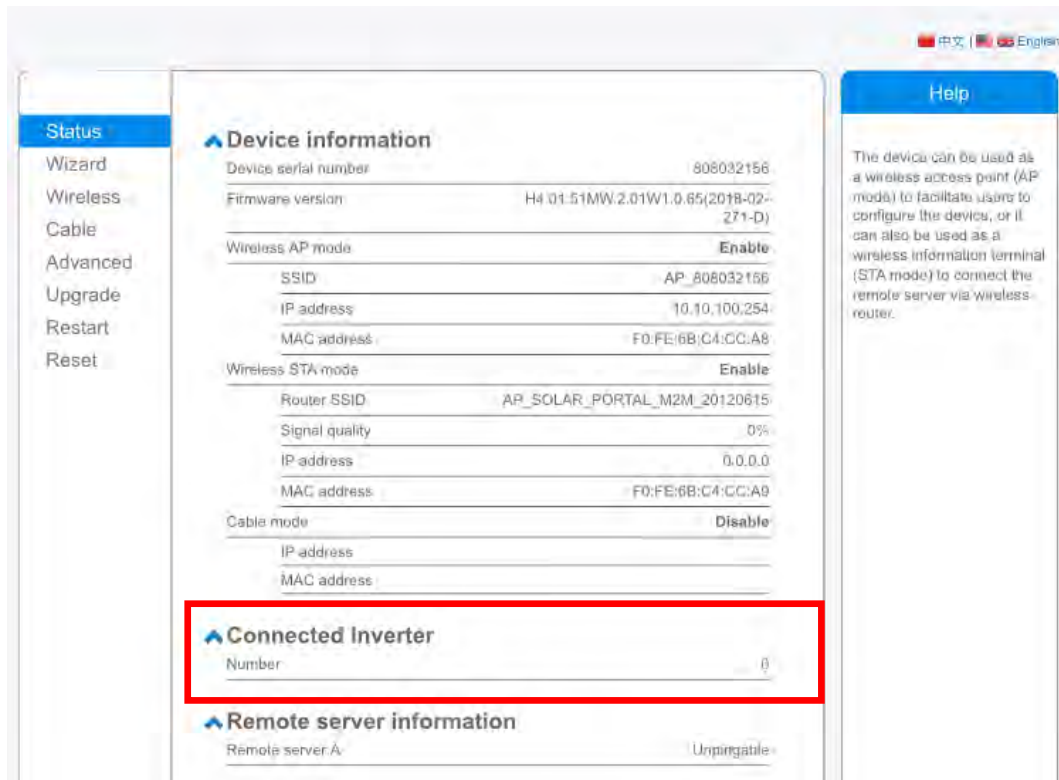 中文 | English
Help
Status
Wizard
Wireless
Cable
Advanced
Upgrade
Restart
Reset
Device information
Device serial number 808032156
Firmware version H4.01.51MW.2.01W1.0.65(2018-02-
271-D)
Wireless AP mode Enable
SSID AP_808032156
IP address 10.10.100.254
MAC address F0:FE:6B:C4:CC:A8
Wireless STA mode Enable
Router SSID AP_SOLAR_PORTAL_M2M_20120615
Signal quality 0%
IP address 0.0.0.0
MAC address F0:FE:6B:C4:CC:A9
Cable mode Disable
IP address
MAC address
Connected Inverter
Number 0
Remote server information
Remote server A Unpingable
The device can be used as
a wireless access point (AP
mode) to facilitate users to
configure the device, or it
can also be used as a
wireless information terminal
(STA mode) to connect the
remote server via wireless
router.